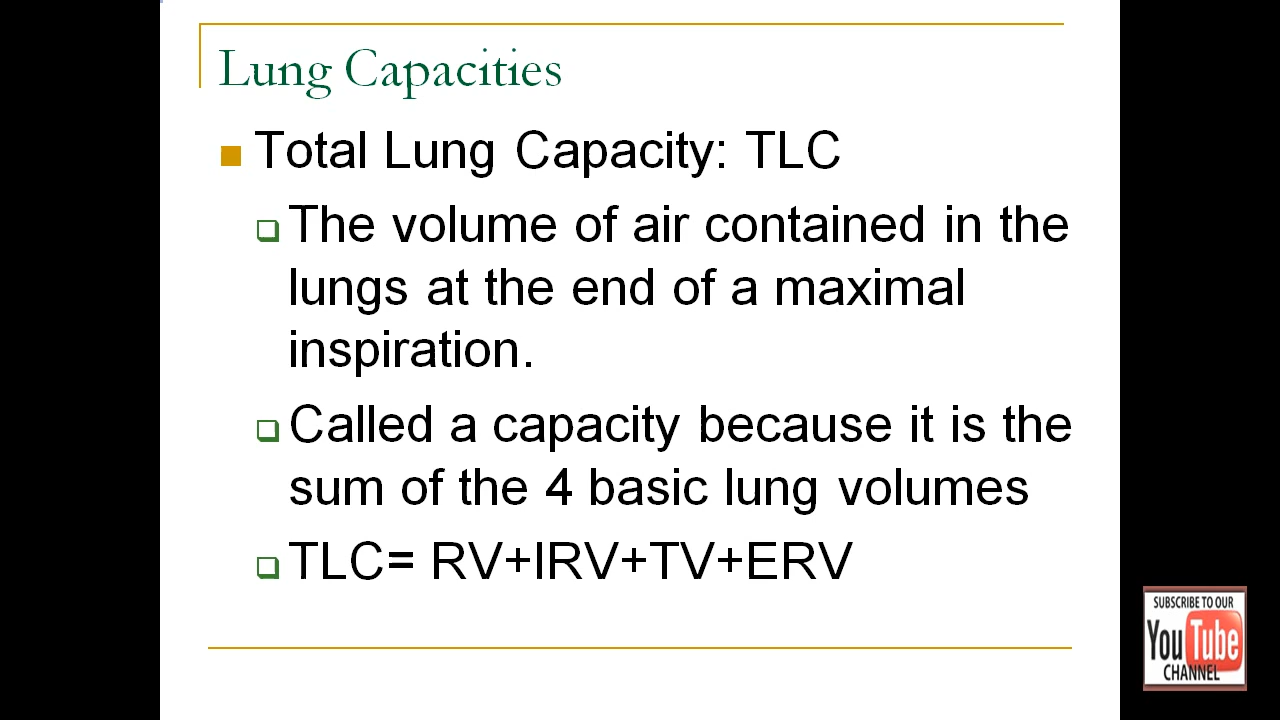 Lung Capacities
Total Lung Capacity: TLC
The volume of air contained in the
lungs at the end of a maximal
inspiration.
Called a capacity because it is the
sum of the 4 basic lung volumes
TLC= RV+IRV+TV+ERV
SUBSCRIBE TO OUR
YouTube
CHANNEL